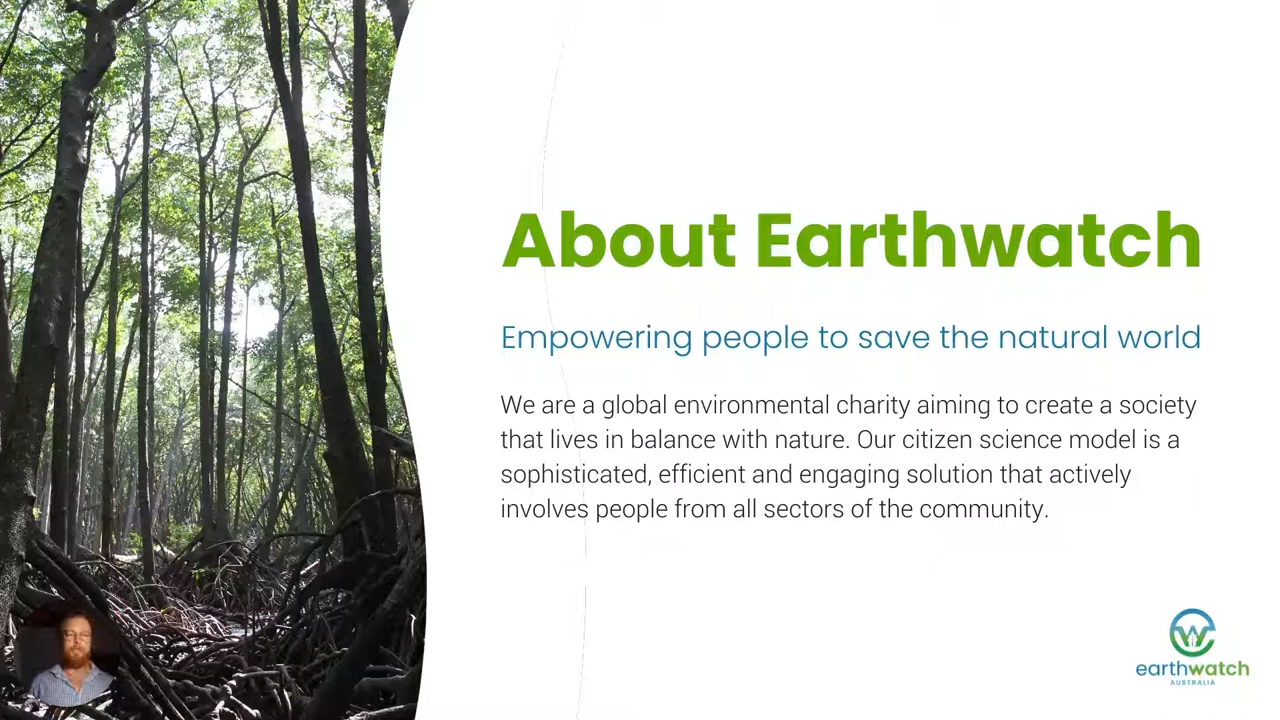 About Earthwatch
Empowering people to save the natural world
We are a global environmental charity aiming to create a society
that lives in balance with nature. Our citizen science model is a
sophisticated, efficient and engaging solution that actively
involves people from all sectors of the community.
earthwatch
AUSTRALIA